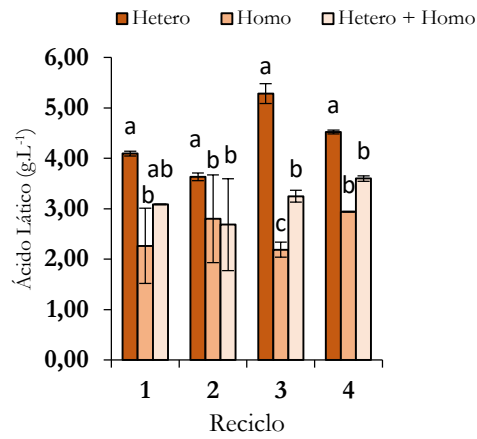 Hetero Homo Hetero + Homo
Ácido Lático (g.L-1)
6,00
5,00
4,00
3,00
2,00
1,00
0,00
a b ab
a b b
a c b
a b b
1 2 3 4
Reciclo